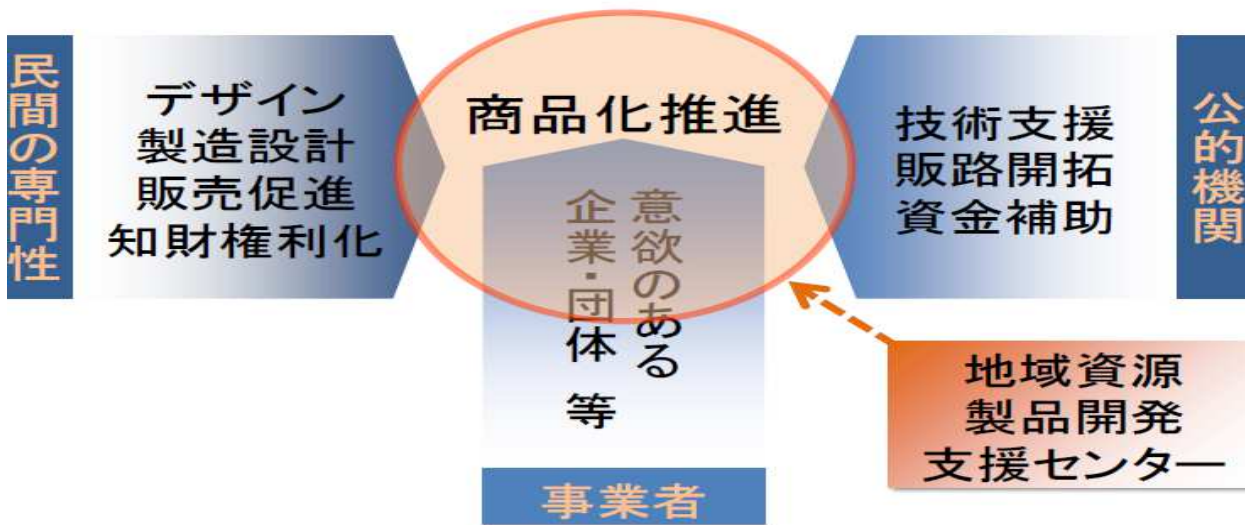 民間の専門性
デザイン
製造設計
販売促進
知財権利化
商品化推進
意欲のある
企業・団体 等
事業者
技術支援
販路開拓
資金補助
公的機関
地域資源
製品開発
支援センター